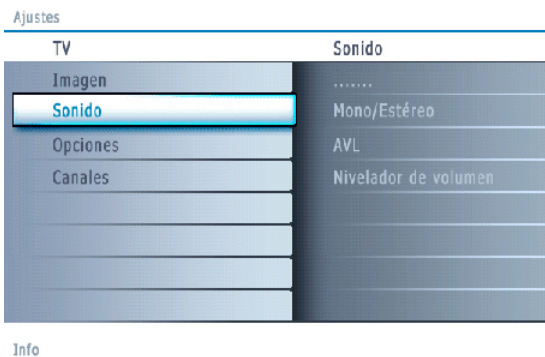 Ajustes
TV
Imagen
Sonido
Opciones
Canales
Sonido
.......
Mono/Estéreo
AVL
Nivelador de volumen
Info